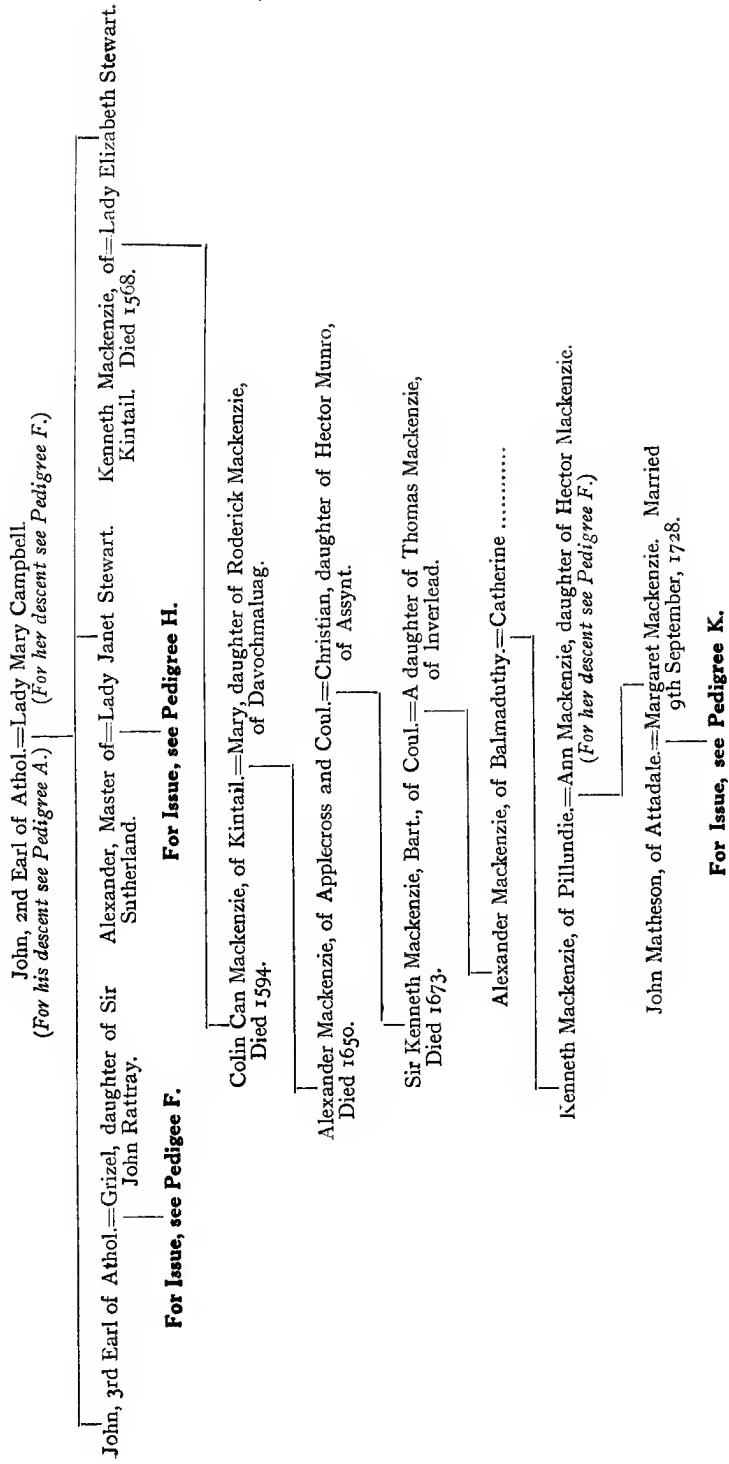 John, 2nd Earl of Athol.=Lady Mary Campbell.
(For his descent see Pedigree A.) (For her descent see Pedigree F.)
John, 3rd Earl of Athol.=Grizel, daughter of Sir
John Rattray.
For Issue, see Pedigee F.
Alexander, Master of=Lady Janet Stewart.
Sutherland.
For Issue, see Pedigree H.
Kenneth Mackenzie, of=Lady Elizabeth Stewart.
Kintail. Died 1568.
Colin Can Mackenzie, of Kintail.=Mary, daughter of Roderick Mackenzie,
Died 1594. of Davochmaluag.
Alexander Mackenzie, of Applecross and Coul.=Christian, daughter of Hector Munro,
Died 1650. of Assynt.
Sir Kenneth Mackenzie, Bart., of Coul.=A daughter of Thomas Mackenzie,
Died 1673. of Inverlead.
Alexander Mackenzie, of Balmaduthy.=Catherine ............
Kenneth Mackenzie, of Pillundie.=Ann Mackenzie, daughter of Hector Mackenzie.
(For her descent see Pedigree F.)
John Matheson, of Attadale.=Margaret Mackenzie. Married
9th September, 1728.
For Issue, see Pedigree K.